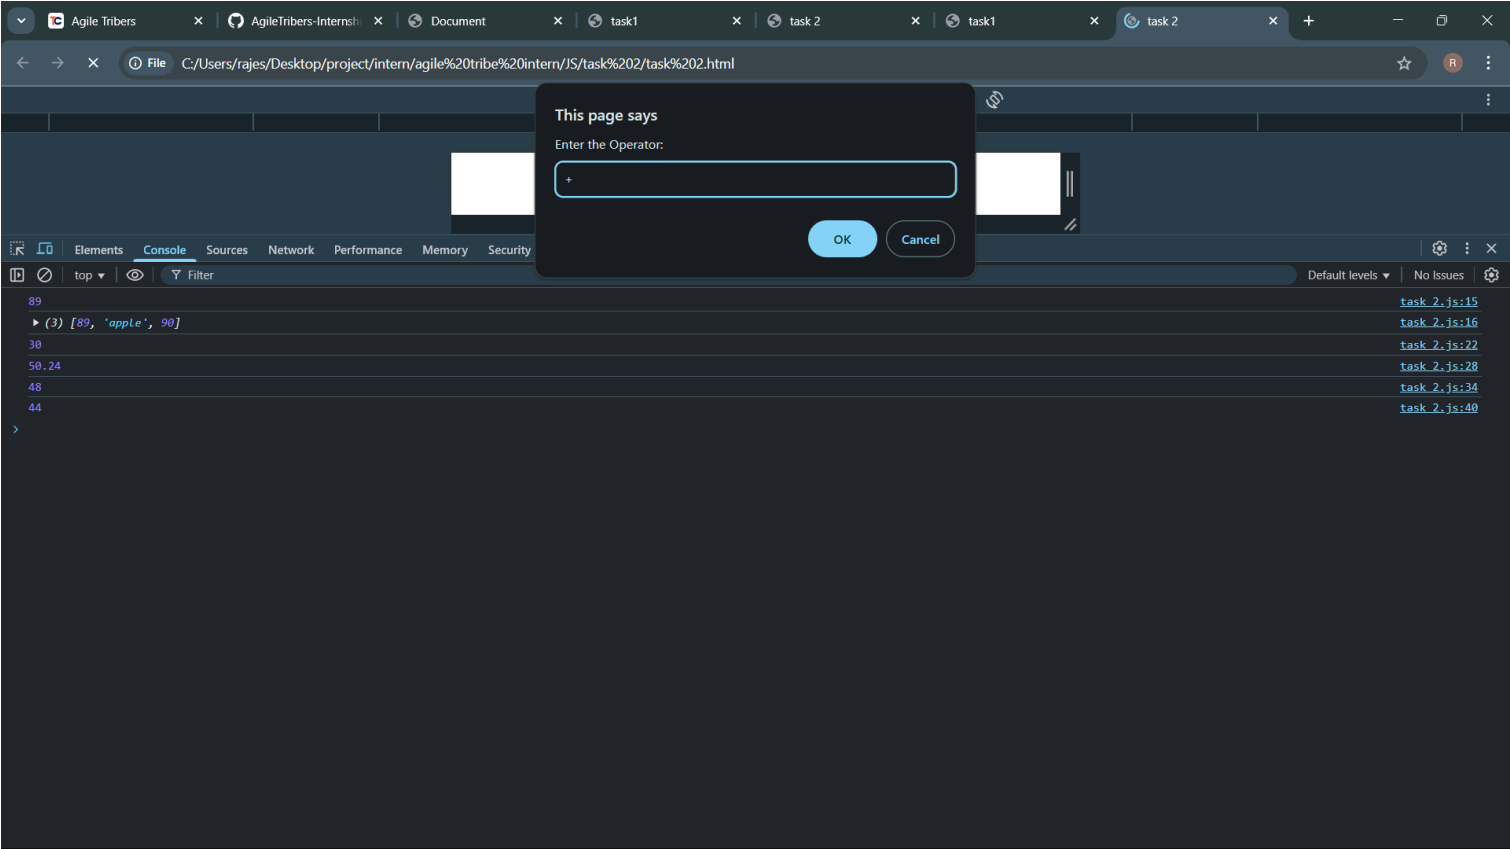 Agile Tribers
AgileTribers-Internshi
Document
task1
task 2
task1
task 2
File C:/Users/rajes/Desktop/project/intern/agile%20tribe%20intern/JS/task%202/task%202.html
R
This page says
Enter the Operator:
+
OK Cancel
Elements Console Sources Network Performance Memory Security
top Filter Default levels No Issues
89 task 2.js:15
(3) [89, 'apple', 90] task 2.js:16
30 task 2.js:22
50.24 task 2.js:28
48 task 2.js:34
44 task 2.js:40